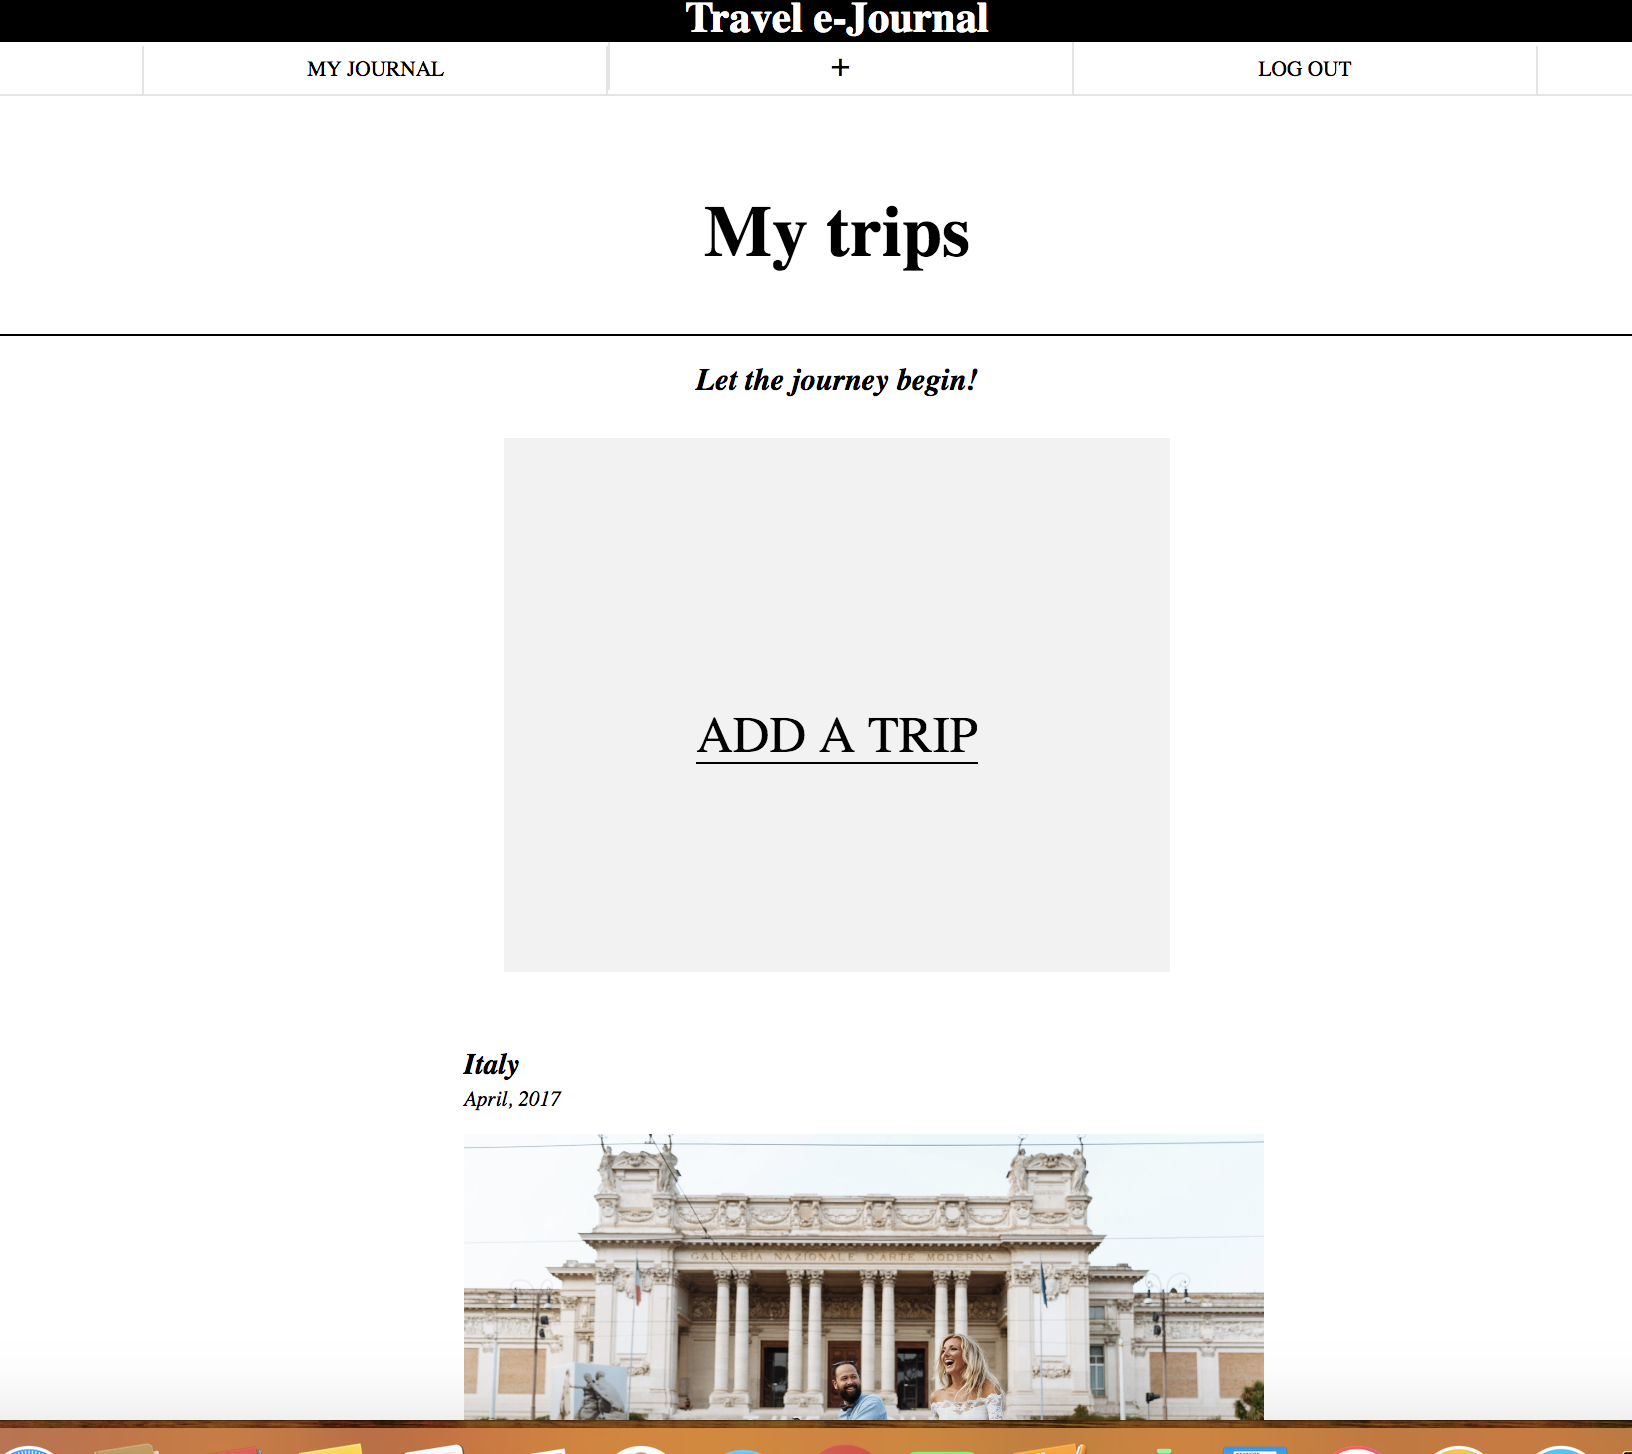 Travel e-Journal
MY JOURNAL
+
LOG OUT
My trips
Let the journey begin!
ADD A TRIP
Italy
April, 2017
GALLERIA NAZIONALE D'ARTE MODERNA